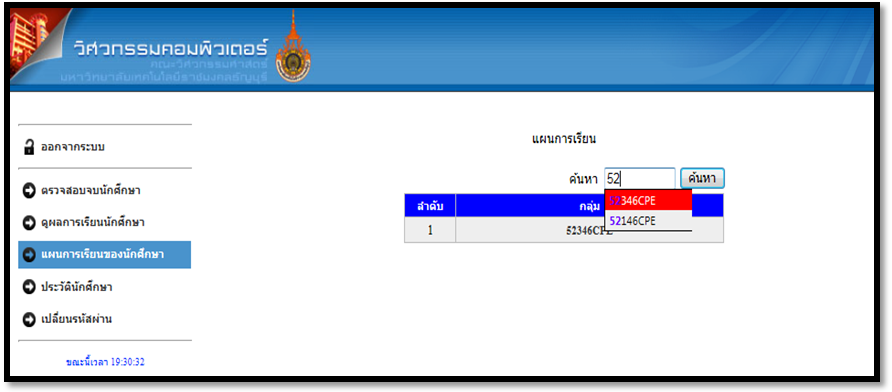 วิศวกรรมคอมพิวเตอร์
คณะวิศวกรรมศาสตร์
มหาวิทยาลัยเทคโนโลยีราชมงคลธัญบุรี
ออกจากระบบ
ตรวจสอบจบนักศึกษา
ดูผลการเรียนนักศึกษา
แผนการเรียนของนักศึกษา
ประวัตินักศึกษา
เปลี่ยนรหัสผ่าน
ขณะนี้เวลา 19:30:32
แผนการเรียน
ค้นหา 52 ค้นหา
52346CPE
52146CPE
ลำดับ กลุ่ม
1 52346CPE